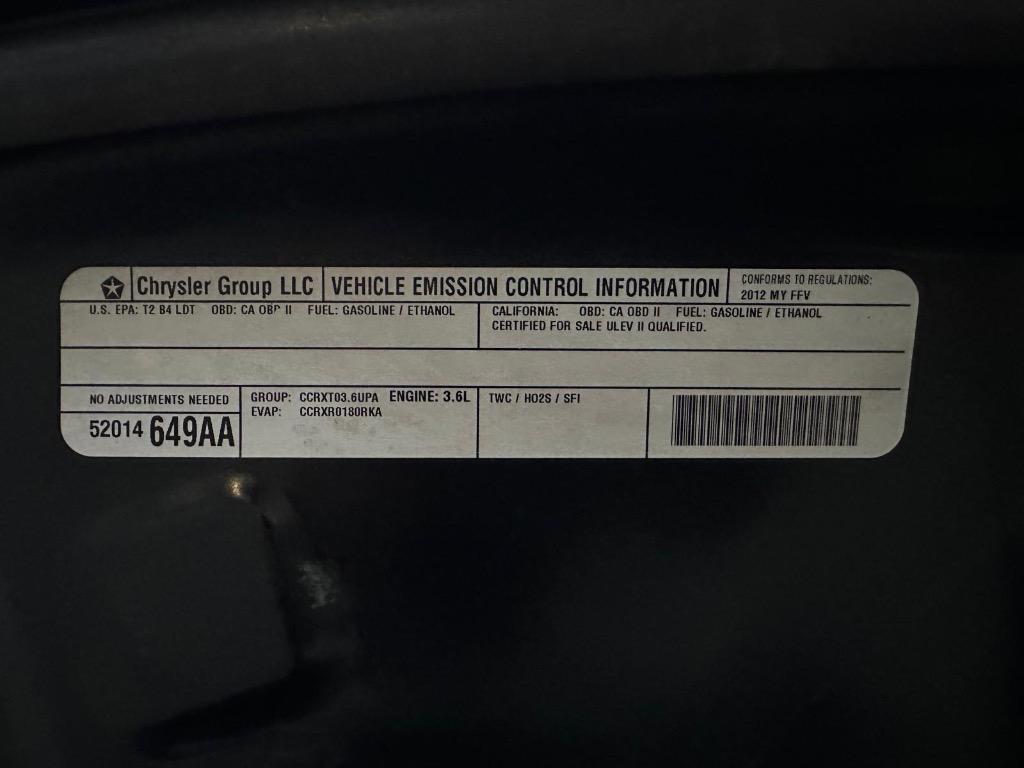 Chrysler Group LLC VEHICLE EMISSION CONTROL INFORMATION
CONFORMS TO REGULATIONS:
2012 MY FFV
U.S. EPA: T2 B4 LDT OBD: CA OBD II FUEL: GASOLINE / ETHANOL
CALIFORNIA: OBD: CA OBD II FUEL: GASOLINE / ETHANOL
CERTIFIED FOR SALE ULEV II QUALIFIED.
NO ADJUSTMENTS NEEDED
52014 649AA
GROUP: CCRXT03.6UPA ENGINE: 3.6L
EVAP: CCRXR0180RKA
TWC / HO2S / SFI